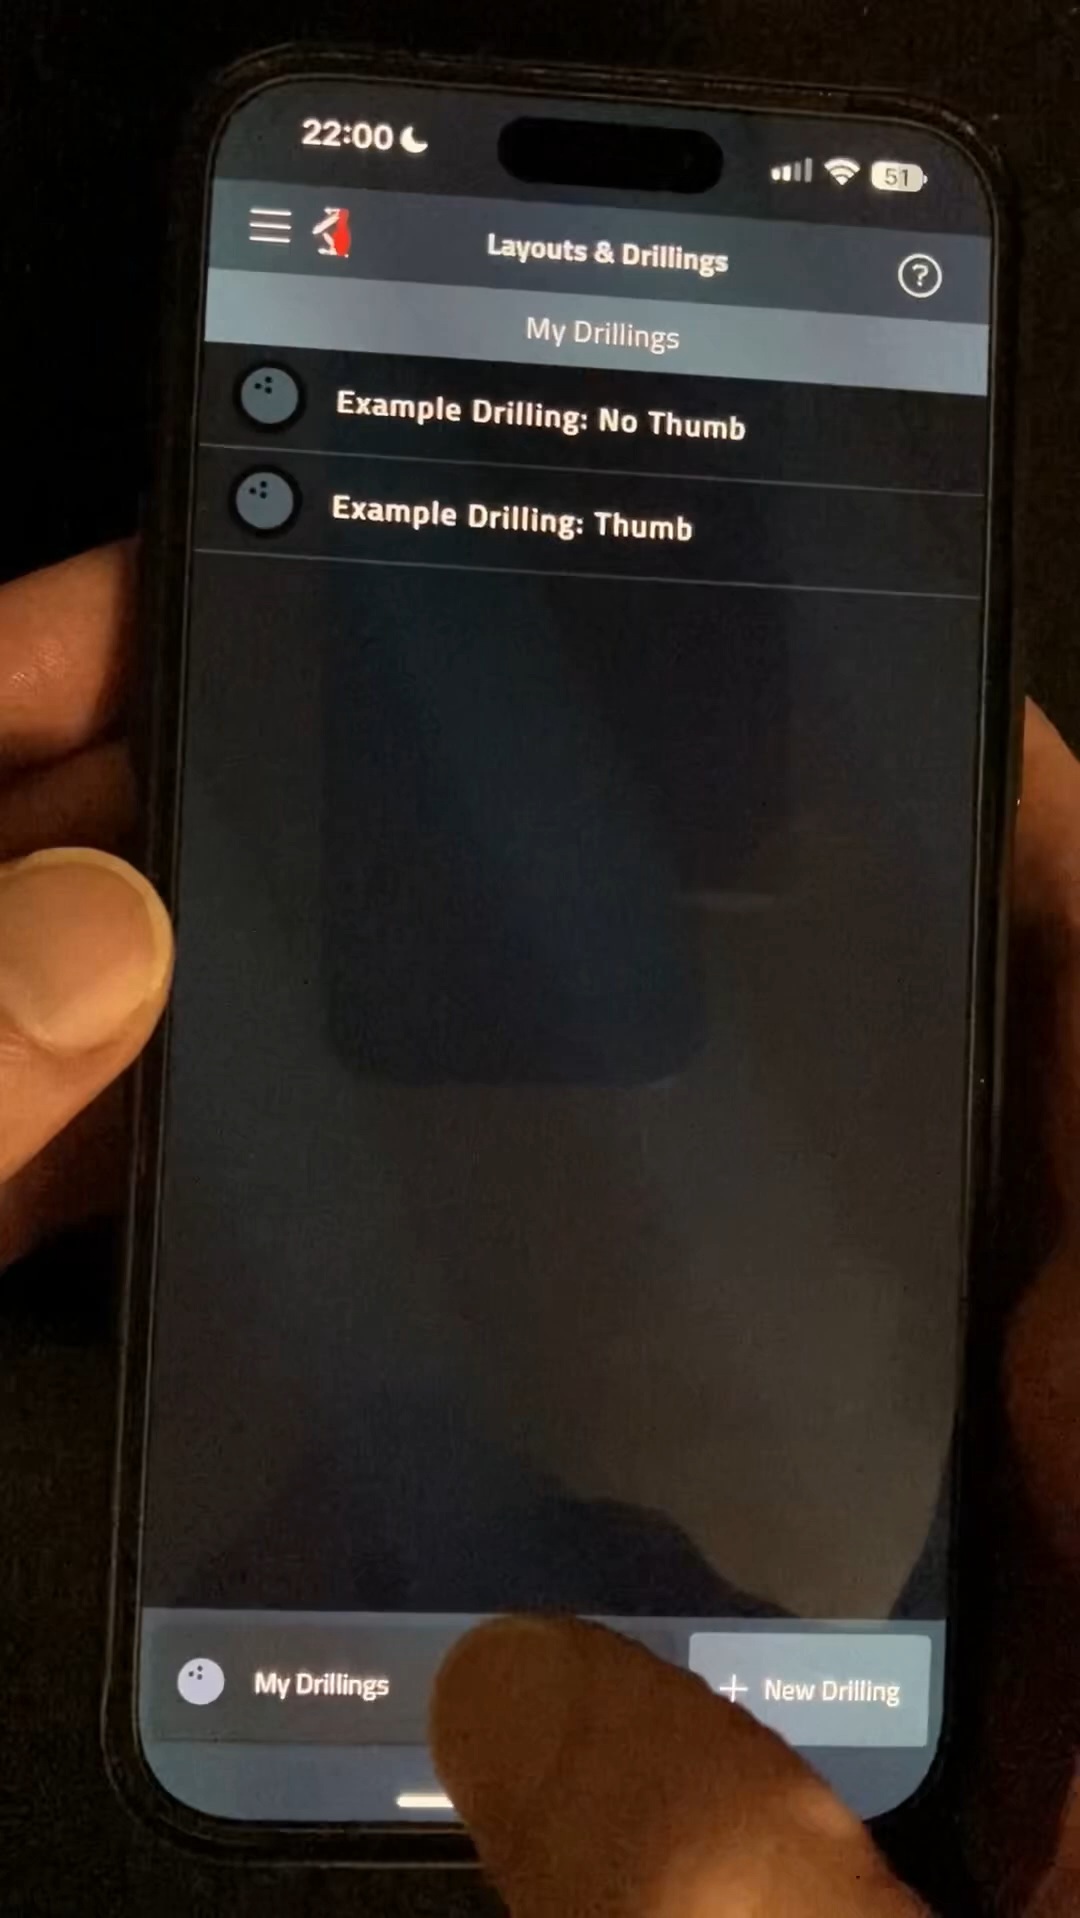 22:00
51
Layouts & Drillings
?
My Drillings
Example Drilling: No Thumb
Example Drilling: Thumb
My Drillings
+ New Drilling